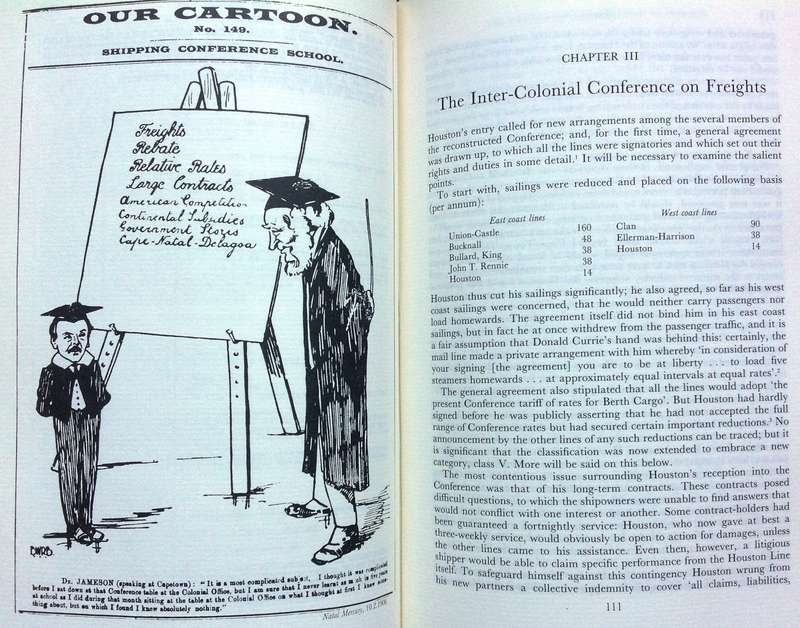 OUR CARTOON.
No. 149.
SHIPPING CONFERENCE SCHOOL.
Freights
Rebate
Relative Rates
Large Contracts
American Competition
Continental Subsidies
Government Stores
Cape-Natal-Delagoa
BWRB
DR. JAMESON (speaking at Capetown): "It is a most complicated subject, I thought it was complicated
before I sat down at that Conference table at the Colonial Office, but I am sure that I never learnt as much in five years
at school as I did during that month sitting at the table at the Colonial Office on what I thought at first I knew some-
thing about, but on which I found I knew absolutely nothing."
Natal Mercury, 10.2.1908
CHAPTER III
The Inter-Colonial Conference on Freights
Houston's entry called for new arrangements among the several members of
the reconstructed Conference; and, for the first time, a general agreement
was drawn up, to which all the lines were signatories and which set out their
rights and duties in some detail.¹ It will be necessary to examine the salient
points.
To start with, sailings were reduced and placed on the following basis
(per annum):
East coast lines
Union-Castle 160
Bucknall 48
Bullard, King 38
John T. Rennie 38
Houston 14
West coast lines
Clan 90
Ellerman-Harrison 38
Houston 14
Houston thus cut his sailings significantly; he also agreed, so far as his west
coast sailings were concerned, that he would neither carry passengers nor
load homewards. The agreement itself did not bind him in his east coast
sailings, but in fact he at once withdrew from the passenger traffic, and it is
a fair assumption that Donald Currie's hand was behind this: certainly, the
mail line made a private arrangement with him whereby 'in consideration of
your signing [the agreement] you are to be at liberty . . . to load five
steamers homewards . . . at approximately equal intervals at equal rates'.²
The general agreement also stipulated that all the lines would adopt 'the
present Conference tariff of rates for Berth Cargo'. But Houston had hardly
signed before he was publicly asserting that he had not accepted the full
range of Conference rates but had secured certain important reductions.³ No
announcement by the other lines of any such reductions can be traced; but it
is significant that the classification was now extended to embrace a new
category, class V. More will be said on this below.
The most contentious issue surrounding Houston's reception into the
Conference was that of his long-term contracts. These contracts posed
difficult questions, to which the shipowners were unable to find answers that
would not conflict with one interest or another. Some contract-holders had
been guaranteed a fortnightly service: Houston, who now gave at best a
three-weekly service, would obviously be open to action for damages, unless
the other lines came to his assistance. Even then, however, a litigious
shipper would be able to claim specific performance from the Houston Line
itself. To safeguard himself against this contingency Houston wrung from
his new partners a collective indemnity to cover 'all claims, liabilities,
111